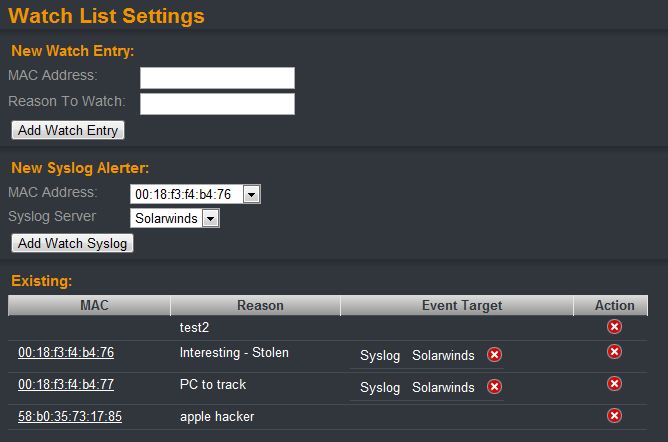 Watch List Settings
New Watch Entry:
MAC Address:
Reason To Watch:
Add Watch Entry
New Syslog Alerter:
MAC Address: 00:18:f3:f4:b4:76
Syslog Server Solarwinds
Add Watch Syslog
Existing:
MAC Reason Event Target Action
test2
00:18:f3:f4:b4:76 Interesting - Stolen Syslog Solarwinds
00:18:f3:f4:b4:77 PC to track Syslog Solarwinds
58:b0:35:73:17:85 apple hacker